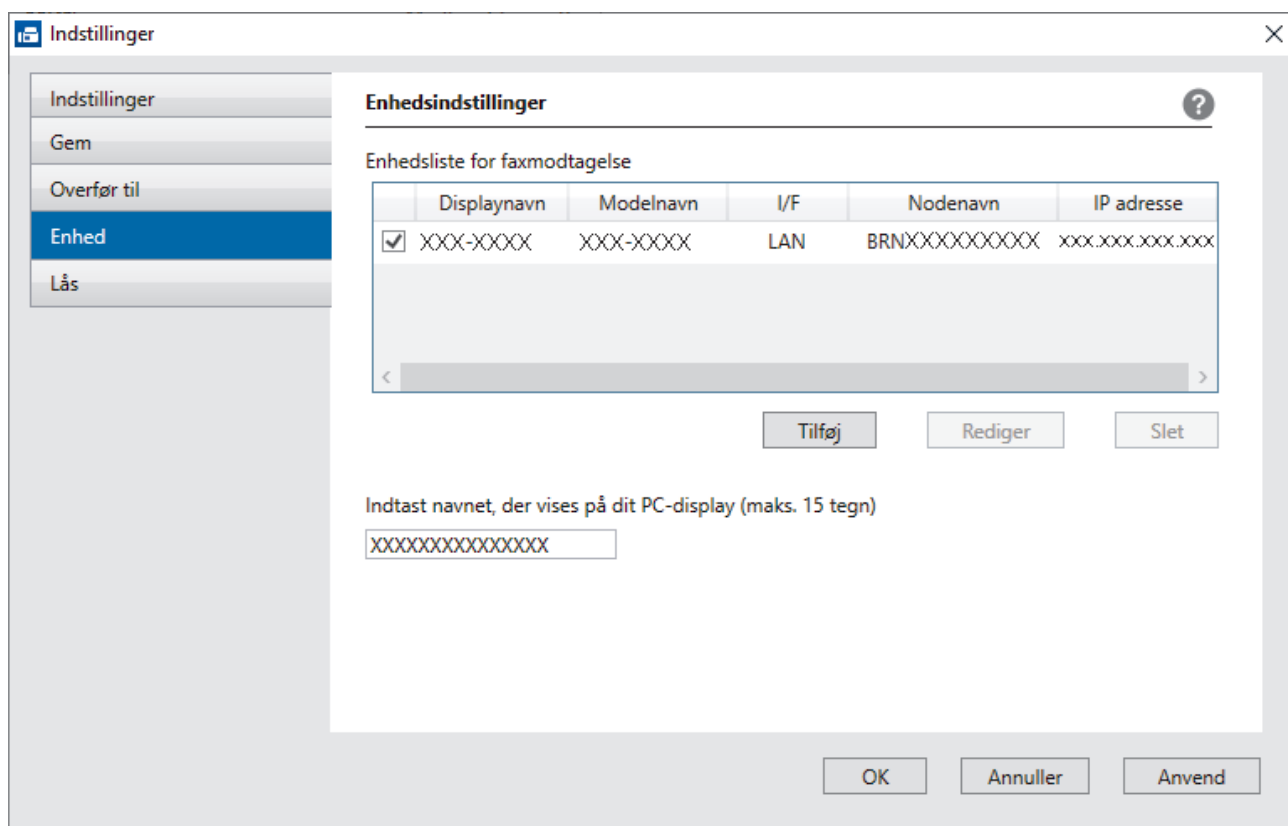 Indstillinger
Indstillinger
Gem
Overfør til
Enhed
Lås
Enhedsindstillinger
?
Enhedsliste for faxmodtagelse
Displaynavn Modelnavn I/F Nodenavn IP adresse
XXX-XXXX XXX-XXXX LAN BRNXXXXXXXXX XXX.XXX.XXX.XXX
Tilføj Rediger Slet
Indtast navnet, der vises på dit PC-display (maks. 15 tegn)
XXXXXXXXXXXXXXX
OK Annuller Anvend